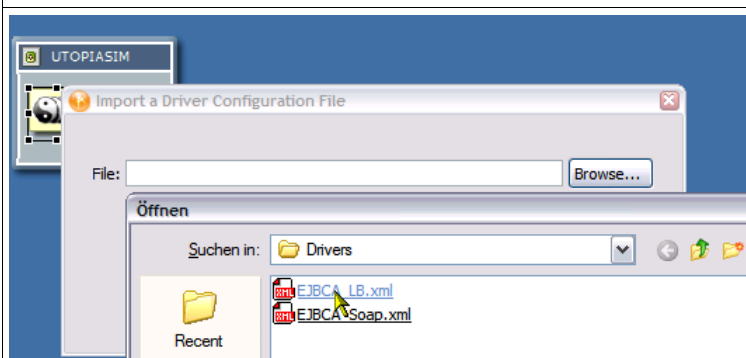 UTOPIASIM
Import a Driver Configuration File
File:
Browse...
Öffnen
Suchen in:
Drivers
EJBCA_LB.xml
EJBCA_Soap.xml
Recent